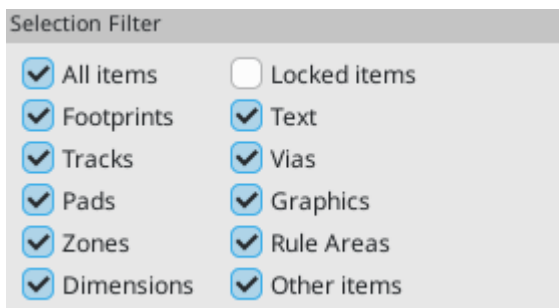 Selection Filter
All items
Locked items
Footprints
Text
Tracks
Vias
Pads
Graphics
Zones
Rule Areas
Dimensions
Other items